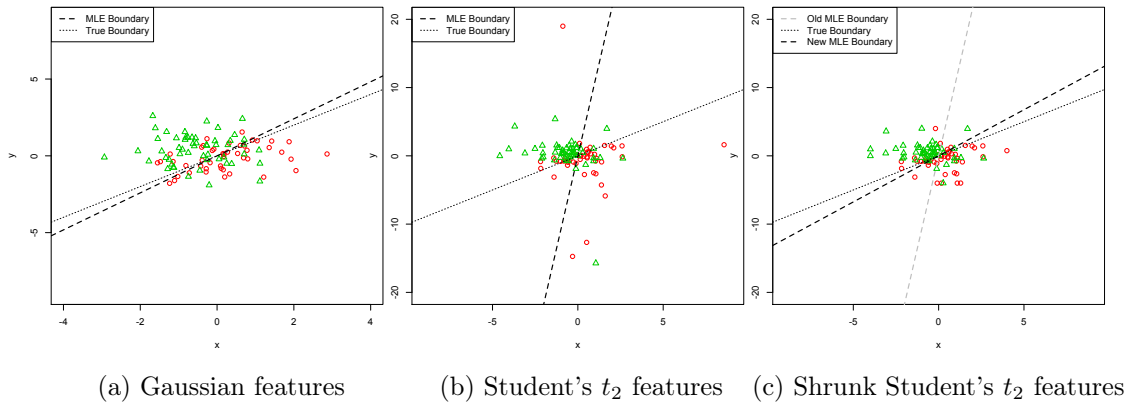 MLE Boundary
True Boundary
5
0
-5
y
-4
-2
0
2
4
x
(a) Gaussian features
MLE Boundary
True Boundary
20
10
0
-10
-20
y
-5
0
5
x
(b) Student's t₂ features
Old MLE Boundary
True Boundary
New MLE Boundary
20
10
0
-10
-20
y
-5
0
5
x
(c) Shrunk Student's t₂ features